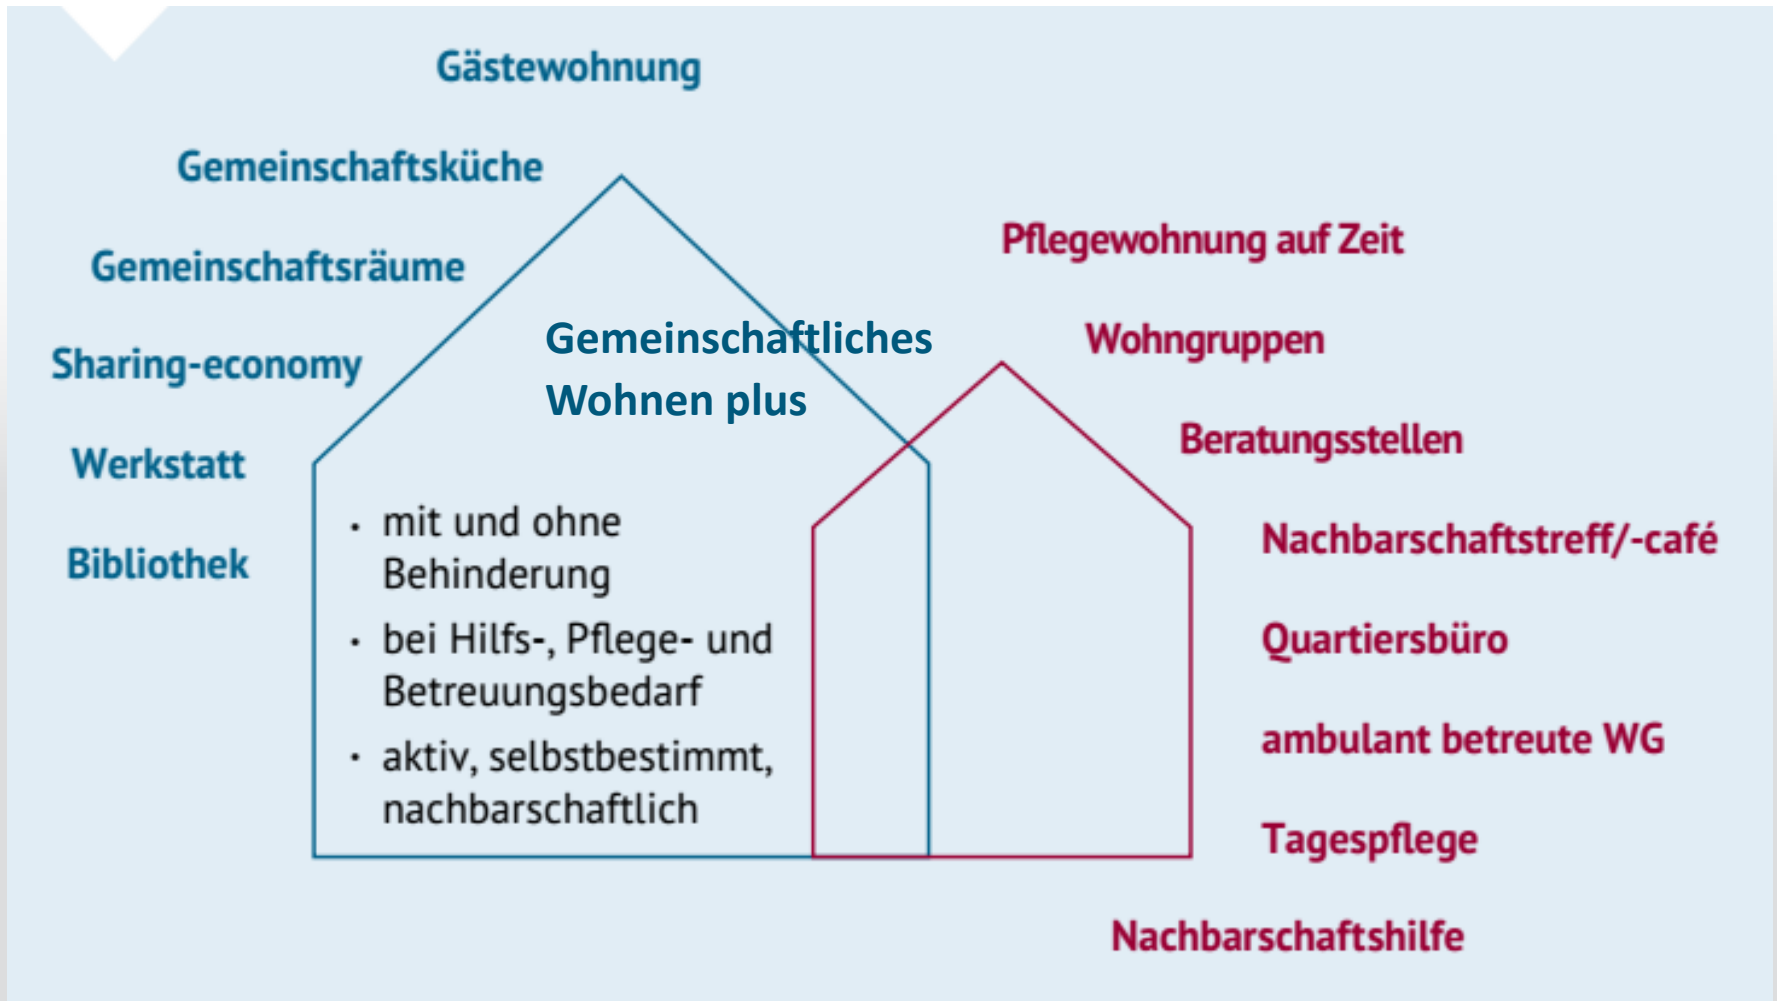 Gästewohnung
Gemeinschaftsküche
Gemeinschaftsräume
Sharing-economy
Werkstatt
Bibliothek
Gemeinschaftliches
Wohnen plus
· mit und ohne
Behinderung
· bei Hilfs-, Pflege- und
Betreuungsbedarf
· aktiv, selbstbestimmt,
nachbarschaftlich
Pflegewohnung auf Zeit
Wohngruppen
Beratungsstellen
Nachbarschaftstreff/-café
Quartiersbüro
ambulant betreute WG
Tagespflege
Nachbarschaftshilfe